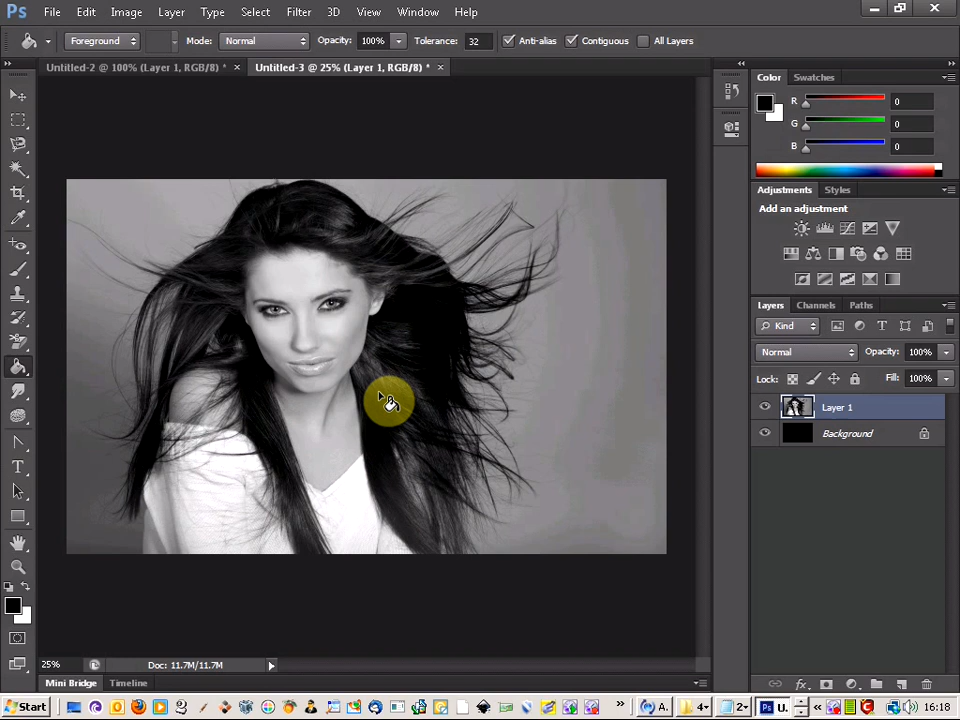 Ps File Edit Image Layer Type Select Filter 3D View Window Help
Foreground Mode: Normal Opacity: 100% Tolerance: 32 Anti-alias Contiguous All Layers
Untitled-2 @ 100% (Layer 1, RGB/8) * × Untitled-3 @ 25% (Layer 1, RGB/8) * ×
Color Swatches
R 0
G 0
B 0
Adjustments Styles
Add an adjustment
Layers Channels Paths
Kind
Normal Opacity: 100%
Lock: Fill: 100%
Layer 1
Background
25% Doc: 11.7M/11.7M
Mini Bridge Timeline
Start A. 4 2 Ps U. 16:18